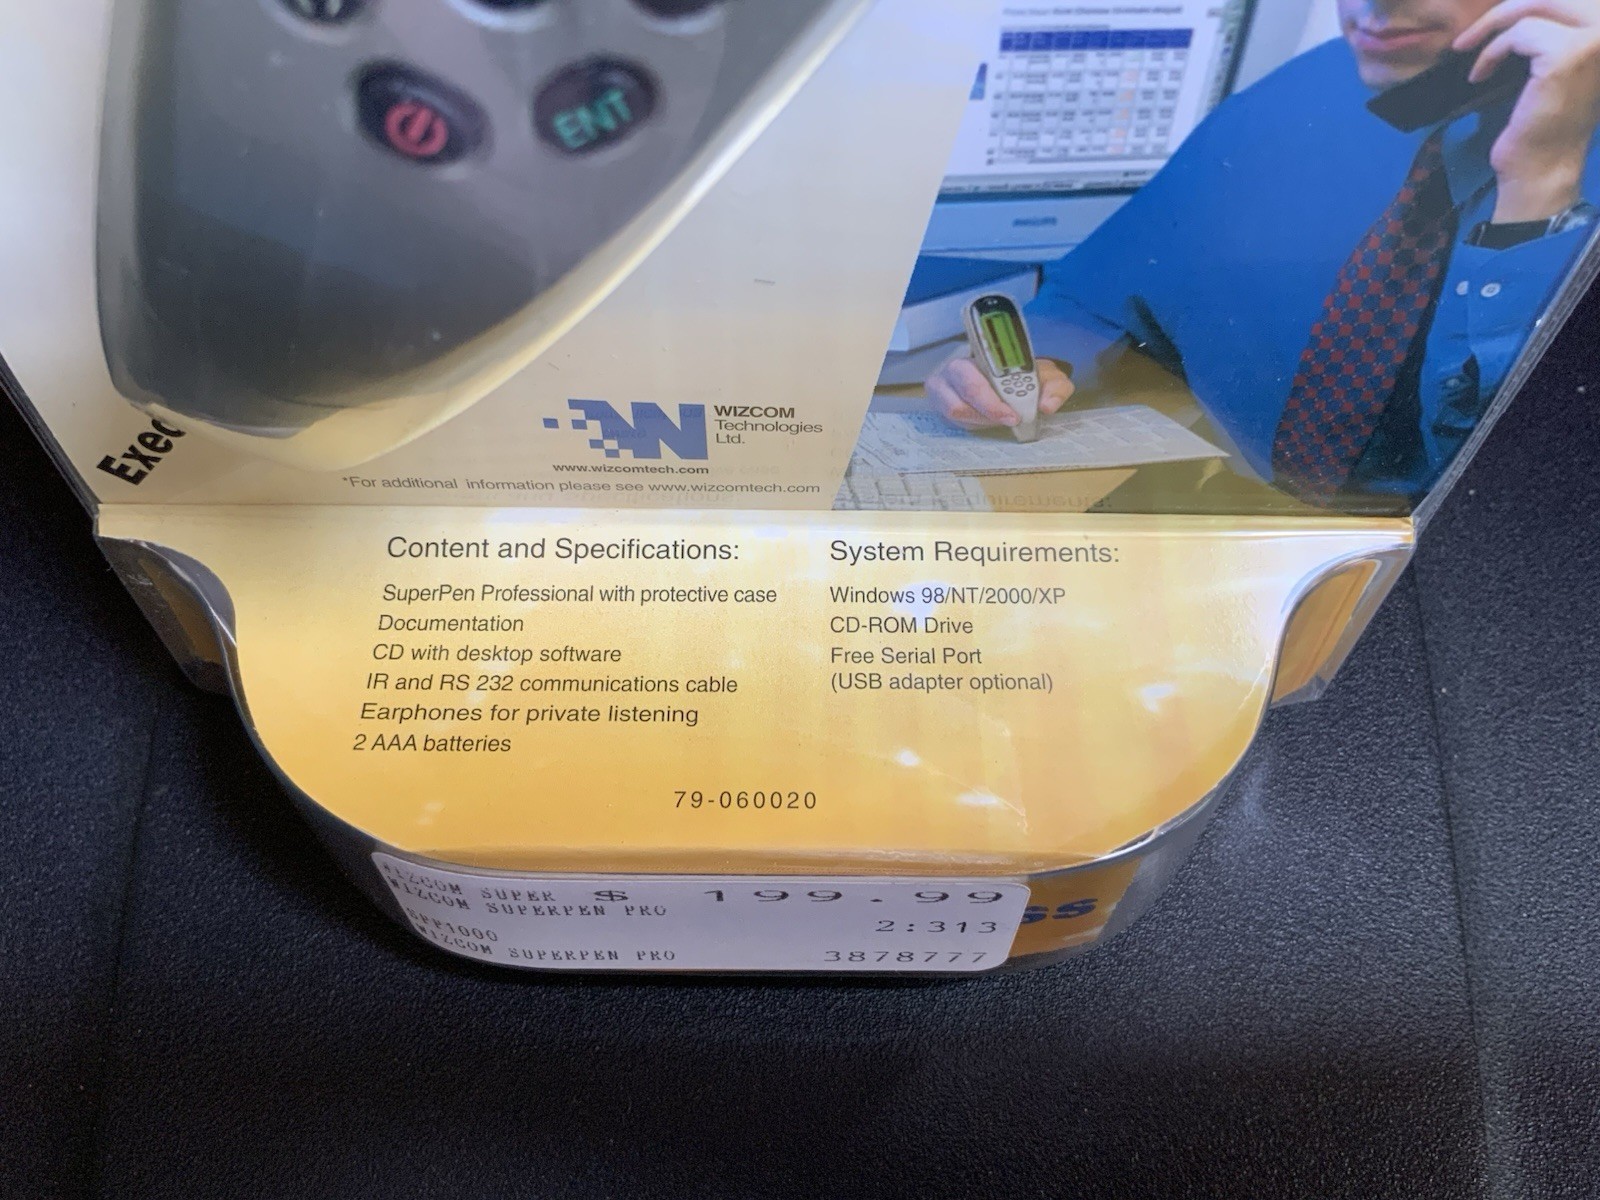 ENT
Exec
WIZCOM
Technologies
Ltd.
www.wizcomtech.com
*For additional information please see www.wizcomtech.com
Content and Specifications:
SuperPen Professional with protective case
Documentation
CD with desktop software
IR and RS 232 communications cable
Earphones for private listening
2 AAA batteries
System Requirements:
Windows 98/NT/2000/XP
CD-ROM Drive
Free Serial Port
(USB adapter optional)
79-060020
WIZCOM SUPER $ 199.99
WIZCOM SUPERPEN PRO
SPP1000 2:313
WIZCOM SUPERPEN PRO 3878777
ss